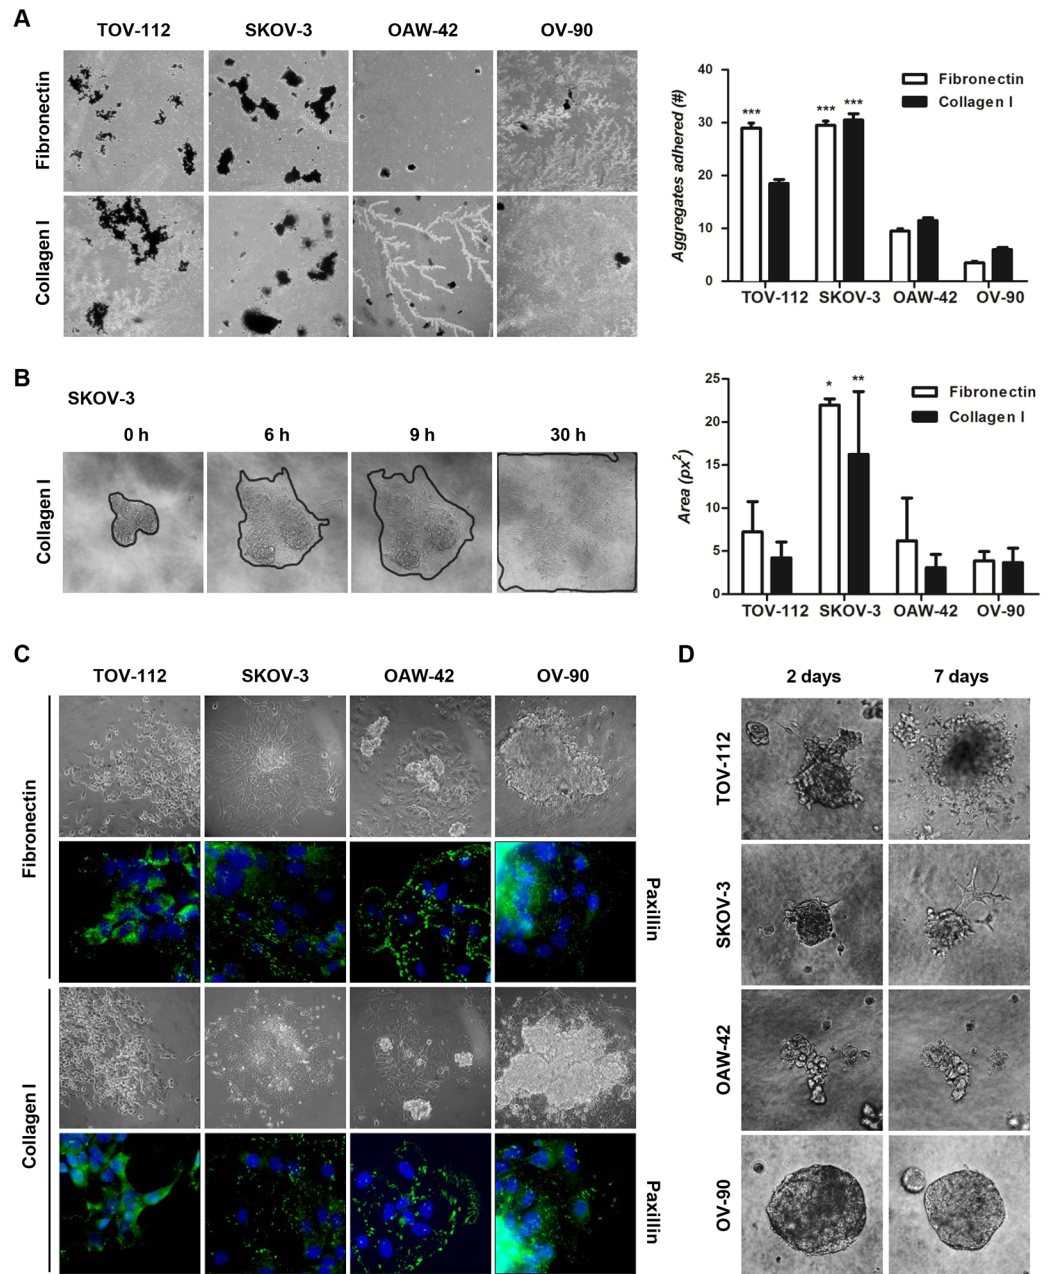 A
TOV-112 SKOV-3 OAW-42 OV-90
Fibronectin
Collagen I
40
30
20
10
0
Aggregates adhered (#)
Fibronectin
Collagen I
*** *** ***
TOV-112 SKOV-3 OAW-42 OV-90
B
SKOV-3
0 h 6 h 9 h 30 h
Collagen I
25
20
15
10
5
0
Area (px²)
Fibronectin
Collagen I
* **
TOV-112 SKOV-3 OAW-42 OV-90
C
TOV-112 SKOV-3 OAW-42 OV-90
Fibronectin
Paxillin
Collagen I
Paxillin
D
2 days 7 days
TOV-112
SKOV-3
OAW-42
OV-90